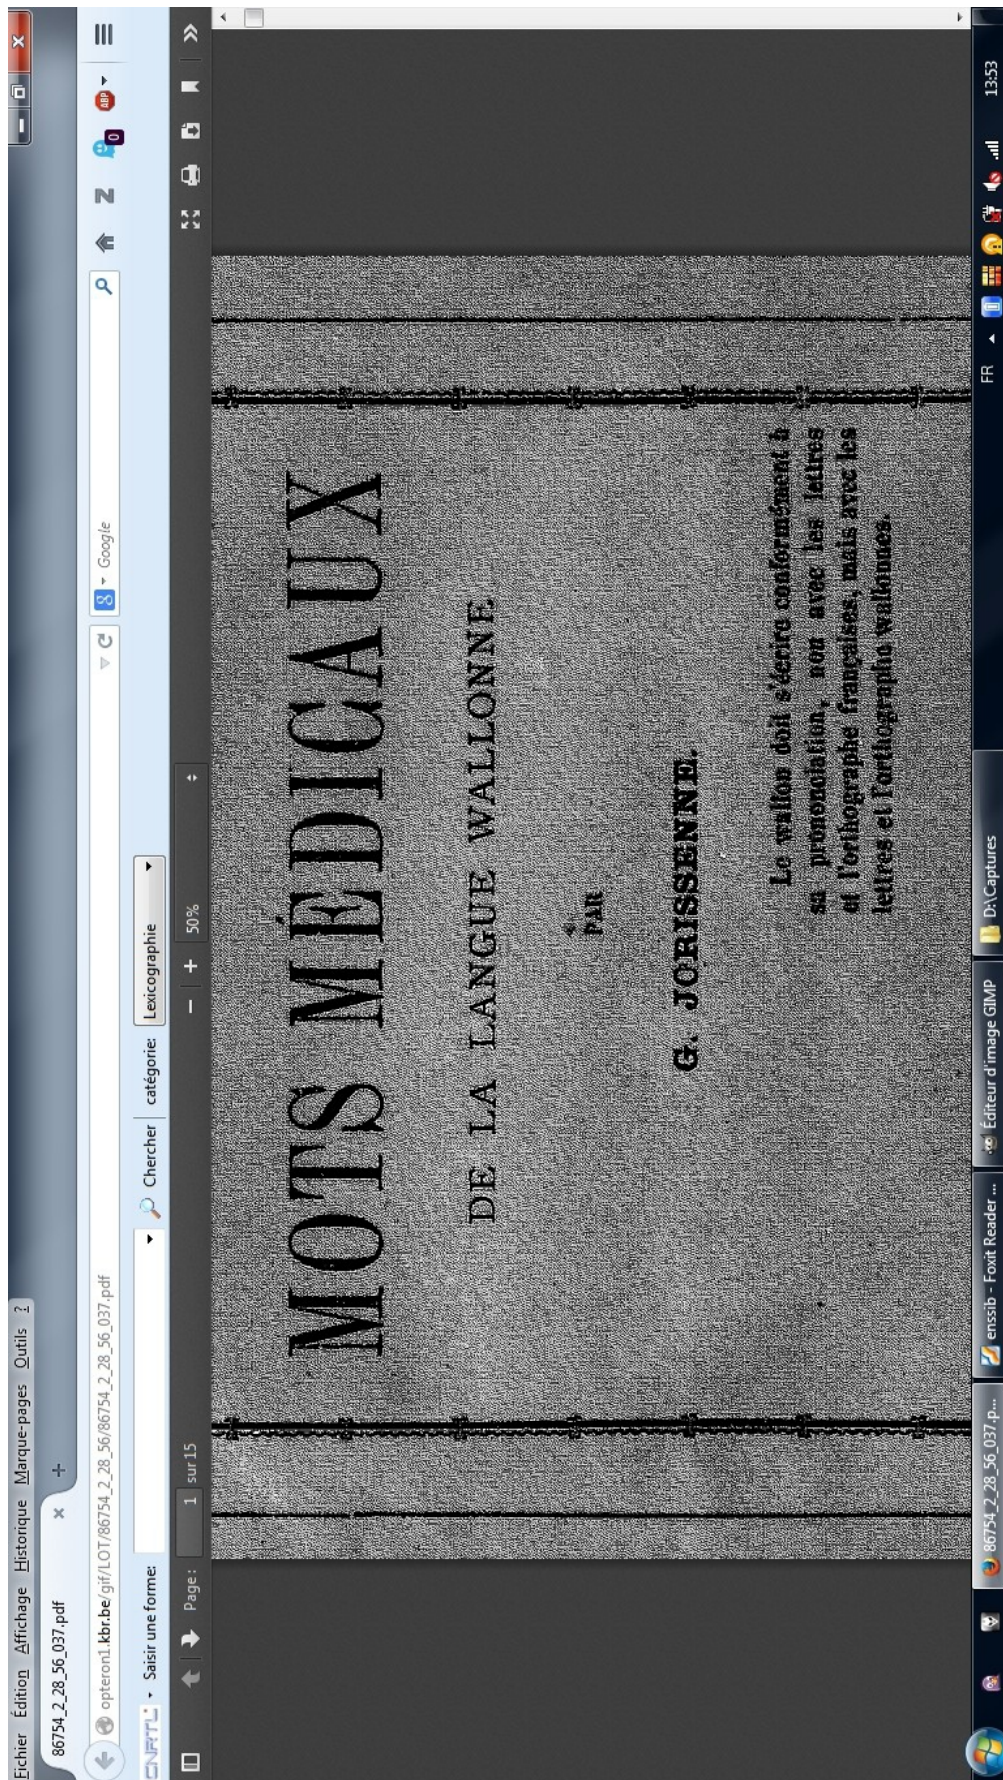 Fichier Édition Affichage Historique Marque-pages Outils ?
86754_2_28_56_037.pdf × +
opteron1.kbr.be/gif/LOT/86754_2_28_56/86754_2_28_56_037.pdf
Google
ABP
0
CNRTL Saisir une forme: Chercher catégorie: Lexicographie
Page: 1 sur 15 − + 50%
MOTS MÉDICAUX
DE LA LANGUE WALLONNE
PAR
G. JORISSENNE.
Le wallon doit s'écrire conformément à
sa prononciation, non avec les lettres
et l'orthographe françaises, mais avec les
lettres et l'orthographe wallonnes.
86754_2_28_56_037.p... enssib - Foxit Reader ... Éditeur d'image GIMP D:\Captures FR 13:53